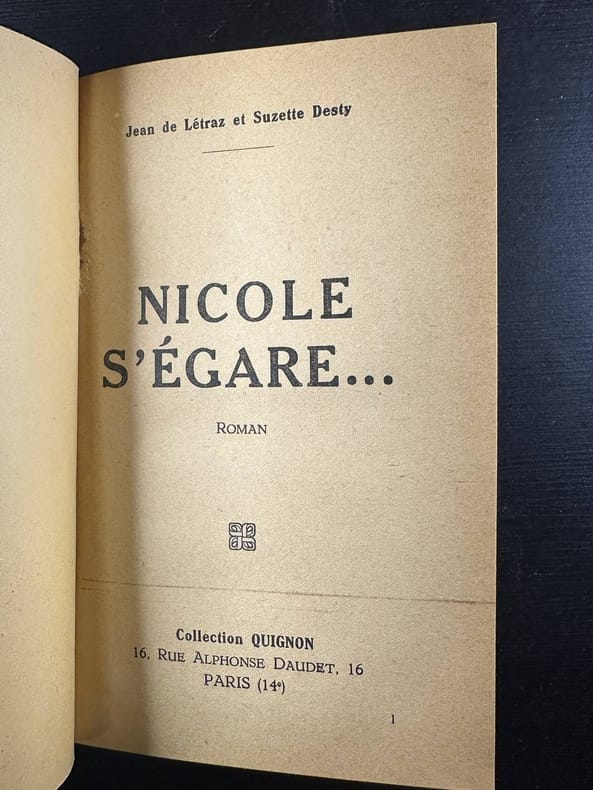 Jean de Létraz et Suzette Desty
NICOLE
S'ÉGARE...
ROMAN
Collection QUIGNON
16, RUE ALPHONSE DAUDET, 16
PARIS (14e)
1